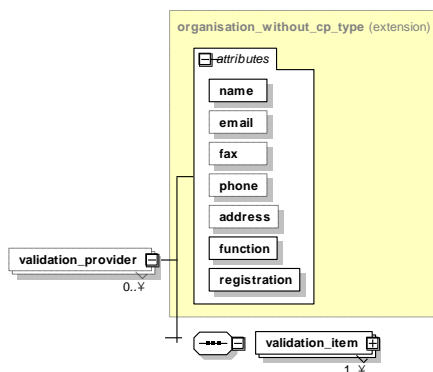 organisation_without_cp_type (extension)
attributes
name
email
fax
phone
address
function
registration
validation_provider
0..¥
validation_item
1..¥